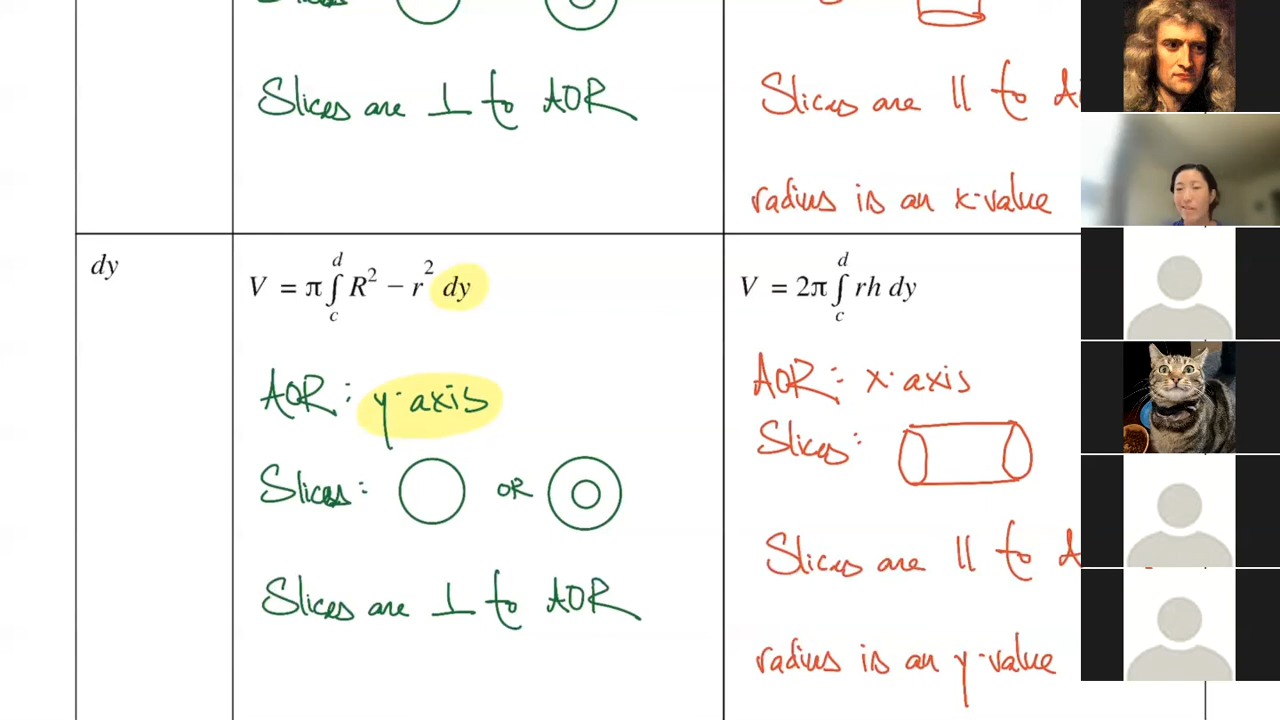 Slices are ⊥ to AOR
Slices are || to
radius is an x-value
dy
V = π∫_c^d R² − r² dy
V = 2π∫_c^d rh dy
AOR: y-axis
AOR: x-axis
Slices: OR
Slices:
Slices are ⊥ to AOR
Slices are || to
radius is an y-value